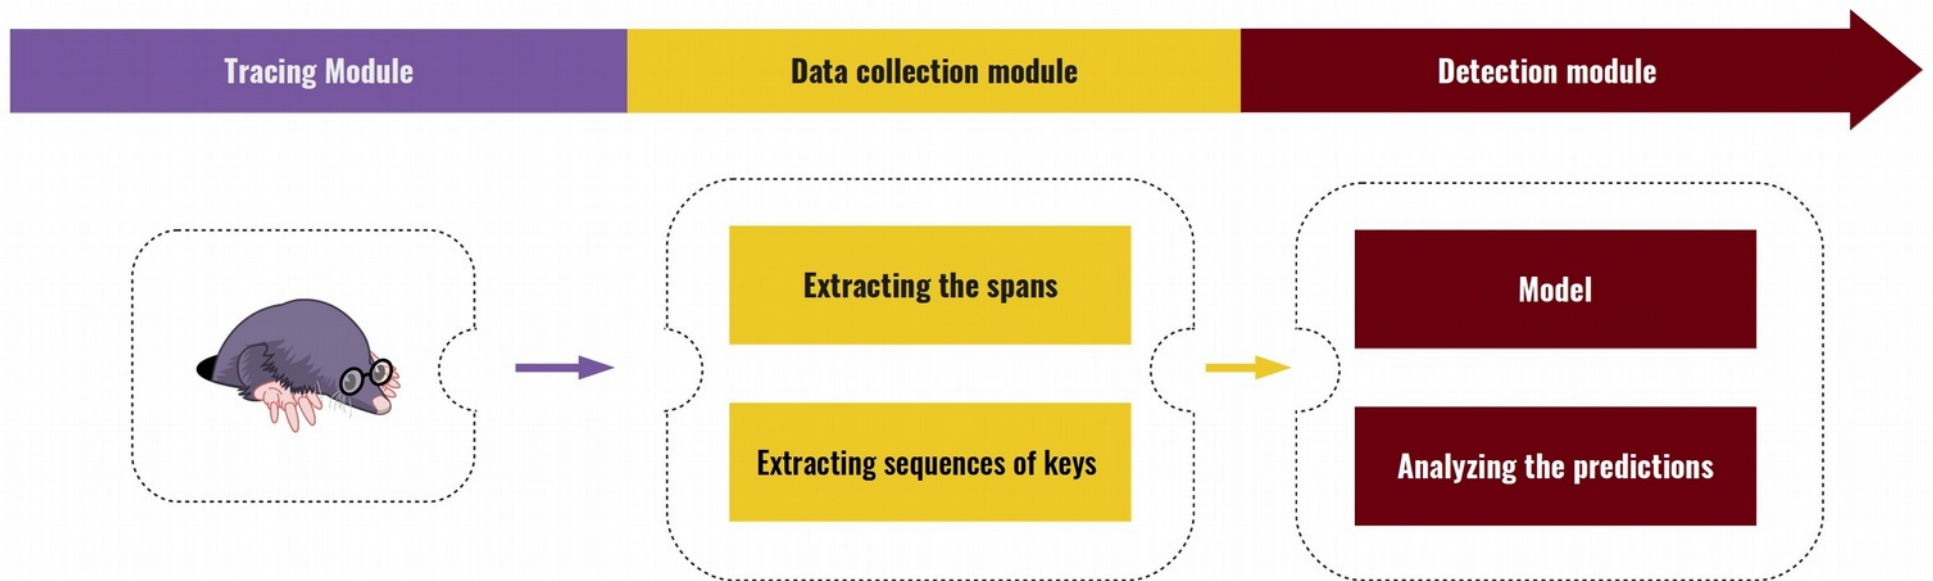 Tracing Module
Data collection module
Detection module
Extracting the spans
Extracting sequences of keys
Model
Analyzing the predictions